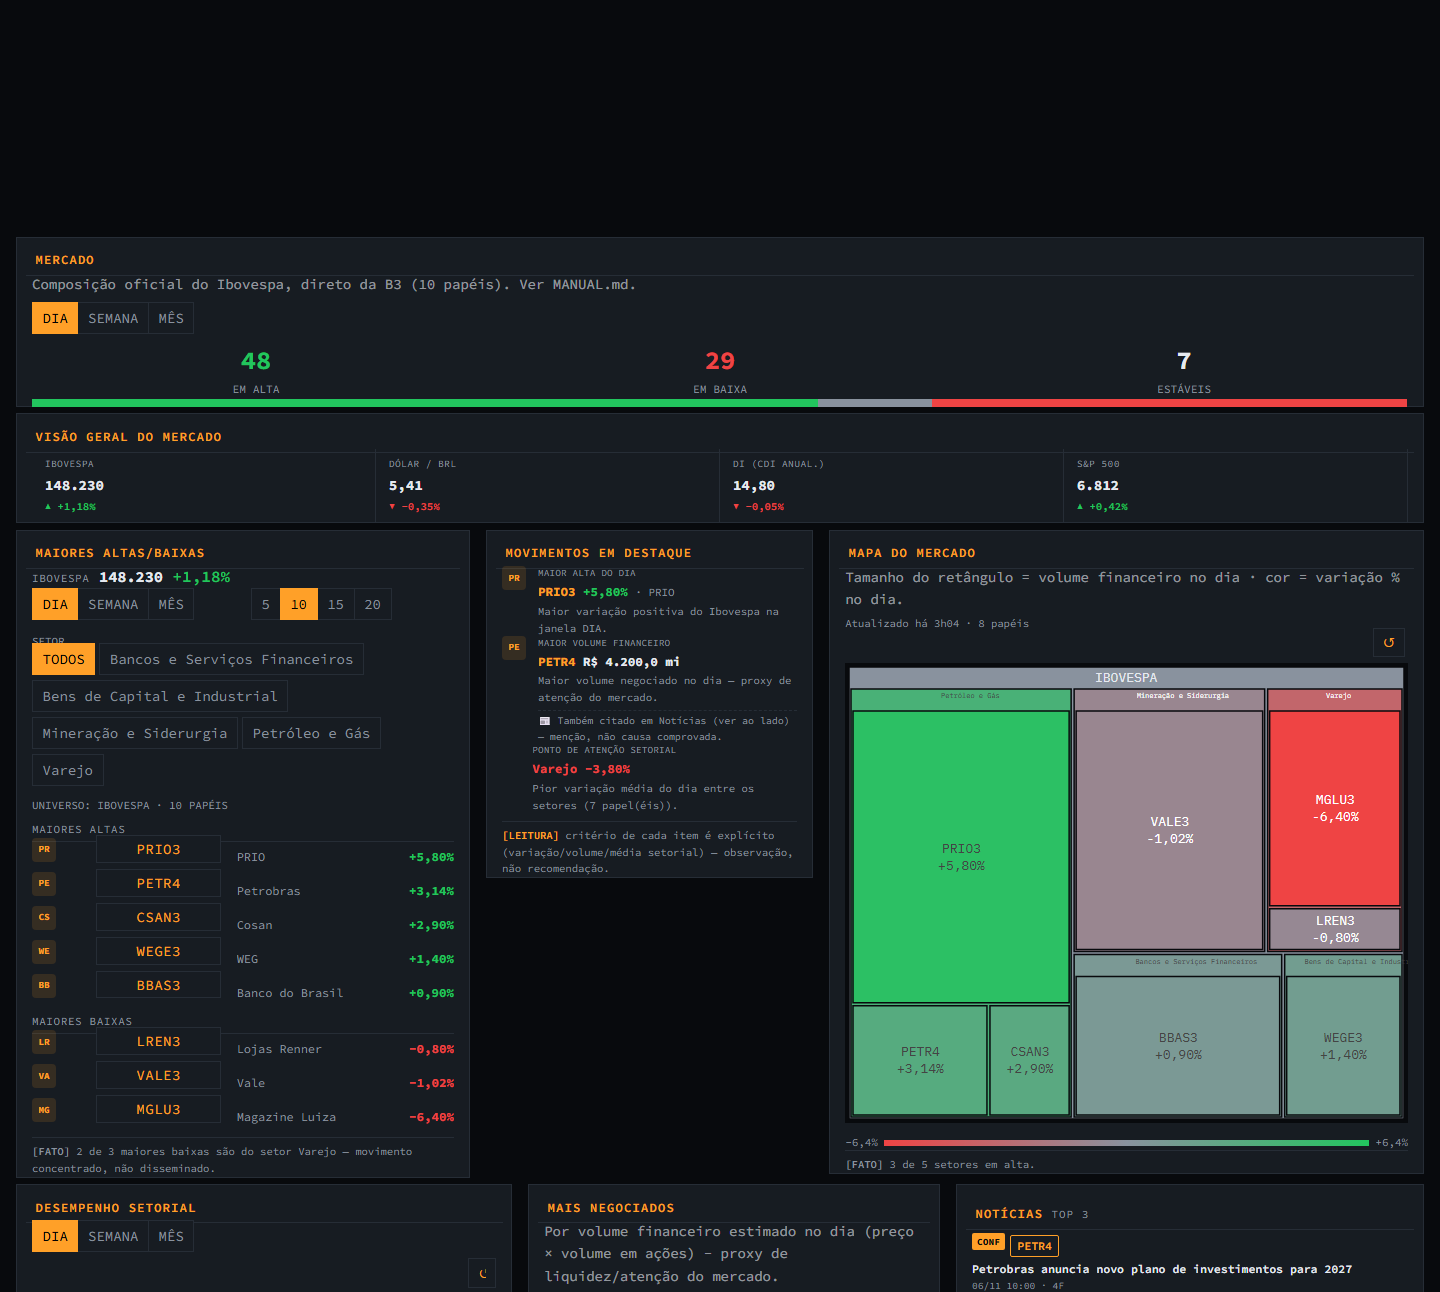 MERCADO
Composição oficial do Ibovespa, direto da B3 (10 papéis). Ver MANUAL.md.
DIA SEMANA MÊS
48 29 7
EM ALTA EM BAIXA ESTÁVEIS
VISÃO GERAL DO MERCADO
IBOVESPA
148.230
▲ +1,18%
DÓLAR / BRL
5,41
▼ −0,35%
DI (CDI ANUAL.)
14,80
▼ −0,05%
S&P 500
6.812
▲ +0,42%
MAIORES ALTAS/BAIXAS
IBOVESPA 148.230 +1,18%
DIA SEMANA MÊS 5 10 15 20
SETOR
TODOS Bancos e Serviços Financeiros
Bens de Capital e Industrial
Mineração e Siderurgia Petróleo e Gás
Varejo
UNIVERSO: IBOVESPA · 10 PAPÉIS
MAIORES ALTAS
PR PRIO3 PRIO +5,80%
PE PETR4 Petrobras +3,14%
CS CSAN3 Cosan +2,90%
WE WEGE3 WEG +1,40%
BB BBAS3 Banco do Brasil +0,90%
MAIORES BAIXAS
LR LREN3 Lojas Renner −0,80%
VA VALE3 Vale −1,02%
MG MGLU3 Magazine Luiza −6,40%
[FATO] 2 de 3 maiores baixas são do setor Varejo — movimento
concentrado, não disseminado.
MOVIMENTOS EM DESTAQUE
PR MAIOR ALTA DO DIA
PRIO3 +5,80% · PRIO
Maior variação positiva do Ibovespa na
janela DIA.
PE MAIOR VOLUME FINANCEIRO
PETR4 R$ 4.200,0 mi
Maior volume negociado no dia — proxy de
atenção do mercado.
📰 Também citado em Notícias (ver ao lado)
— menção, não causa comprovada.
PONTO DE ATENÇÃO SETORIAL
Varejo −3,80%
Pior variação média do dia entre os
setores (7 papel(éis)).
[LEITURA] critério de cada item é explícito
(variação/volume/média setorial) — observação,
não recomendação.
MAPA DO MERCADO
Tamanho do retângulo = volume financeiro no dia · cor = variação %
no dia.
Atualizado há 3h04 · 8 papéis
↺
IBOVESPA
Petróleo e Gás
PRIO3
+5,80%
PETR4
+3,14%
CSAN3
+2,90%
Mineração e Siderurgia
VALE3
-1,02%
Varejo
MGLU3
-6,40%
LREN3
-0,80%
Bancos e Serviços Financeiros
BBAS3
+0,90%
Bens de Capital e
WEGE3
+1,40%
−6,4% +6,4%
[FATO] 3 de 5 setores em alta.
DESEMPENHO SETORIAL
DIA SEMANA MÊS
↺
MAIS NEGOCIADOS
Por volume financeiro estimado no dia (preço
× volume em ações) — proxy de
liquidez/atenção do mercado.
NOTÍCIAS TOP 3
CONF PETR4
Petrobras anuncia novo plano de investimentos para 2027
06/11 10:00 · 4F